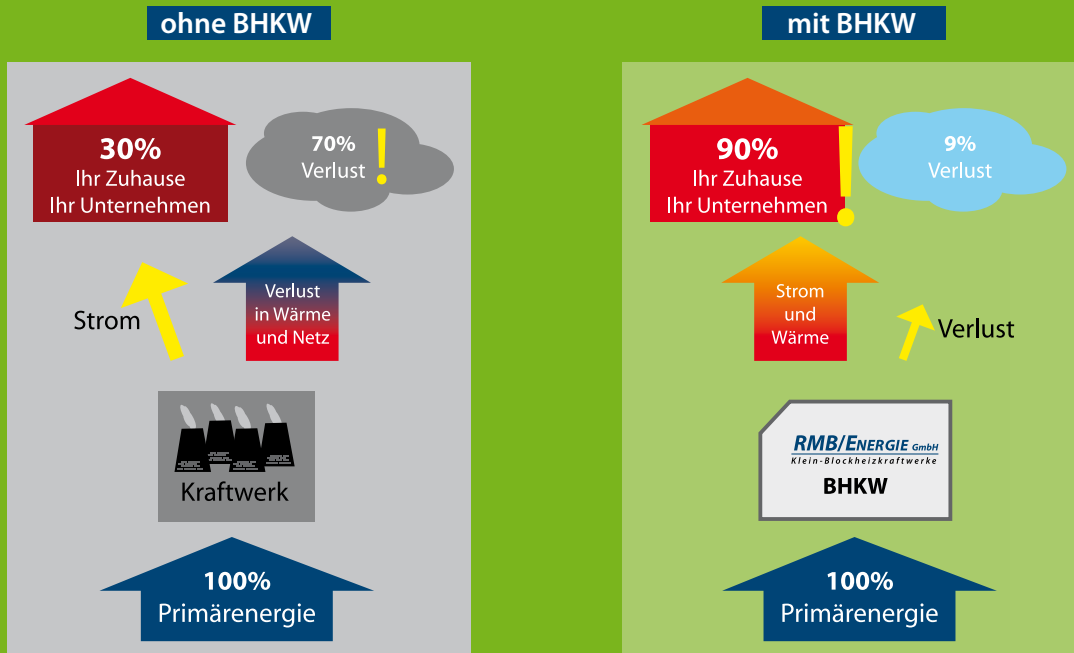 ohne BHKW
30%
Ihr Zuhause
Ihr Unternehmen
70%
Verlust
!
Strom
Verlust
in Wärme
und Netz
Kraftwerk
100%
Primärenergie
mit BHKW
90%
Ihr Zuhause
Ihr Unternehmen
!
9%
Verlust
Strom
und
Wärme
Verlust
RMB/ENERGIE GmbH
Klein-Blockheizkraftwerke
BHKW
100%
Primärenergie